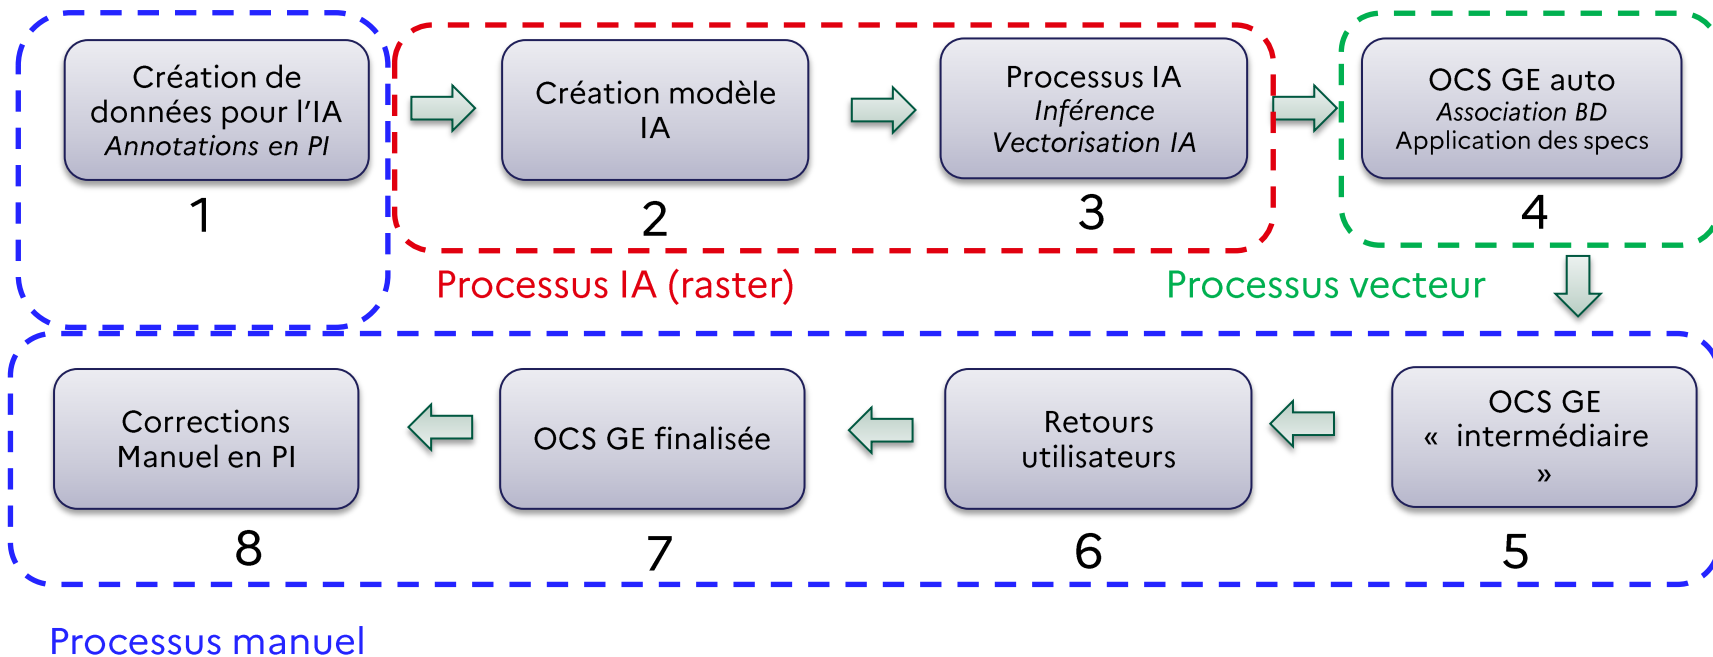 Création de
données pour l'IA
Annotations en PI
1
Création modèle
IA
2
Processus IA
Inférence
Vectorisation IA
3
OCS GE auto
Association BD
Application des specs
4
Processus IA (raster)
Processus vecteur
Corrections
Manuel en PI
8
OCS GE finalisée
7
Retours
utilisateurs
6
OCS GE
« intermédiaire
»
5
Processus manuel